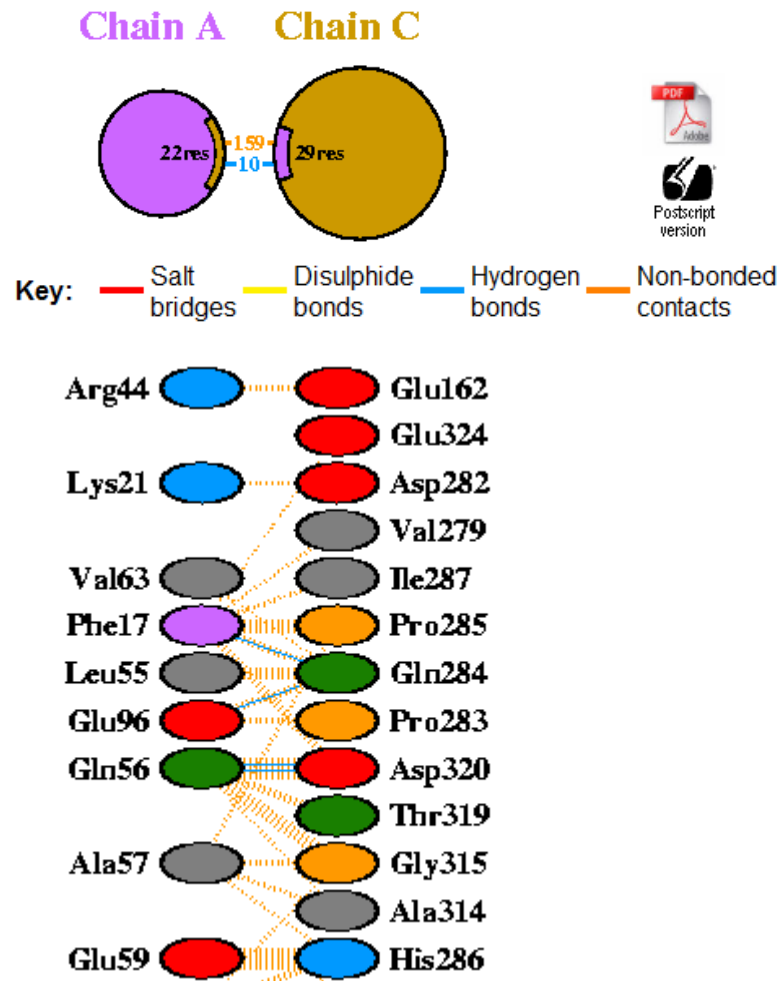 Chain A Chain C
PDF
Adobe
22res 159 29res
10
Postscript
version
Key: Salt bridges Disulphide bonds Hydrogen bonds Non-bonded contacts
Arg44 Glu162
Glu324
Lys21 Asp282
Val279
Val63 Ile287
Phe17 Pro285
Leu55 Gln284
Glu96 Pro283
Gln56 Asp320
Thr319
Ala57 Gly315
Ala314
Glu59 His286